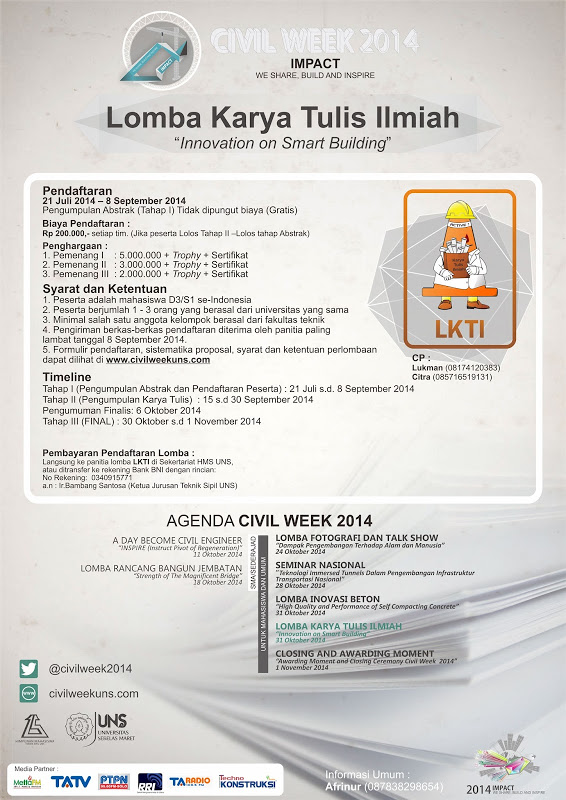 CIVIL WEEK 2014
IMPACT
WE SHARE, BUILD AND INSPIRE
Lomba Karya Tulis Ilmiah
“Innovation on Smart Building”
Pendaftaran
21 Juli 2014 – 8 September 2014
Pengumpulan Abstrak (Tahap I) Tidak dipungut biaya (Gratis)
Biaya Pendaftaran :
Rp 200.000,- setiap tim. (Jika peserta Lolos Tahap II –Lolos tahap Abstrak)
Penghargaan :
1. Pemenang I : 5.000.000 + Trophy + Sertifikat
2. Pemenang II : 3.000.000 + Trophy + Sertifikat
3. Pemenang III : 2.000.000 + Trophy + Sertifikat
Syarat dan Ketentuan
1. Peserta adalah mahasiswa D3/S1 se-Indonesia
2. Peserta berjumlah 1 - 3 orang yang berasal dari universitas yang sama
3. Minimal salah satu anggota kelompok berasal dari fakultas teknik
4. Pengiriman berkas-berkas pendaftaran diterima oleh panitia paling
lambat tanggal 8 September 2014.
5. Formulir pendaftaran, sistematika proposal, syarat dan ketentuan perlombaan
dapat dilihat di www.civilweekuns.com
Karya
Tulis
Ilmiah
LKTI
CP :
Lukman (08174120383)
Citra (085716519131)
Timeline
Tahap I (Pengumpulan Abstrak dan Pendaftaran Peserta) : 21 Juli s.d. 8 September 2014
Tahap II (Pengumpulan Karya Tulis) : 15 s.d 30 September 2014
Pengumuman Finalis: 6 Oktober 2014
Tahap III (FINAL) : 30 Oktober s.d 1 November 2014
Pembayaran Pendaftaran Lomba :
Langsung ke panitia lomba LKTI di Sekertariat HMS UNS,
atau ditransfer ke rekening Bank BNI dengan rincian:
No Rekening: 0340915771
a.n : Ir.Bambang Santosa (Ketua Jurusan Teknik Sipil UNS)
AGENDA CIVIL WEEK 2014
A DAY BECOME CIVIL ENGINEER
“INSPIRE (Instruct Pivot of Regeneration)”
11 Oktober 2014
LOMBA RANCANG BANGUN JEMBATAN
“Strength of The Magnificent Bridge”
18 Oktober 2014
SMA/SEDERAJAD
UNTUK MAHASISWA DAN UMUM
LOMBA FOTOGRAFI DAN TALK SHOW
“Dampak Pengembangan Terhadap Alam dan Manusia”
24 Oktober 2014
SEMINAR NASIONAL
“Teknologi Immersed Tunnels Dalam Pengembangan Infrastruktur
Transportasi Nasional”
28 Oktober 2014
LOMBA INOVASI BETON
“High Quality and Performance of Self Compacting Concrete”
31 Oktober 2014
LOMBA KARYA TULIS ILMIAH
“Innovation on Smart Building”
31 Oktober 2014
CLOSING AND AWARDING MOMENT
“Awarding Moment and Closing Ceremony Civil Week 2014”
1 November 2014
@civilweek2014
civilweekuns.com
UNS
UNIVERSITAS
SEBELAS MARET
Media Partner :
MettaFM
TATV
PTPN
RRI
TA RADIO
Techno
KONSTRUKSI
Informasi Umum :
Afrinur (087838298654)
2014 IMPACT
WE SHARE, BUILD AND INSPIRE